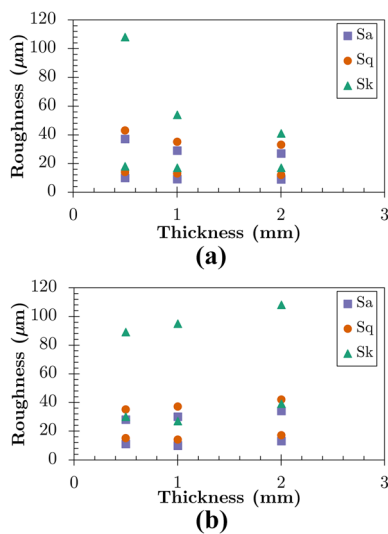 120
100
80
60
40
20
0
Roughness (μm)
Sa
Sq
Sk
0 1 2 3
Thickness (mm)
(a)
120
100
80
60
40
20
0
Roughness (μm)
Sa
Sq
Sk
0 1 2 3
Thickness (mm)
(b)